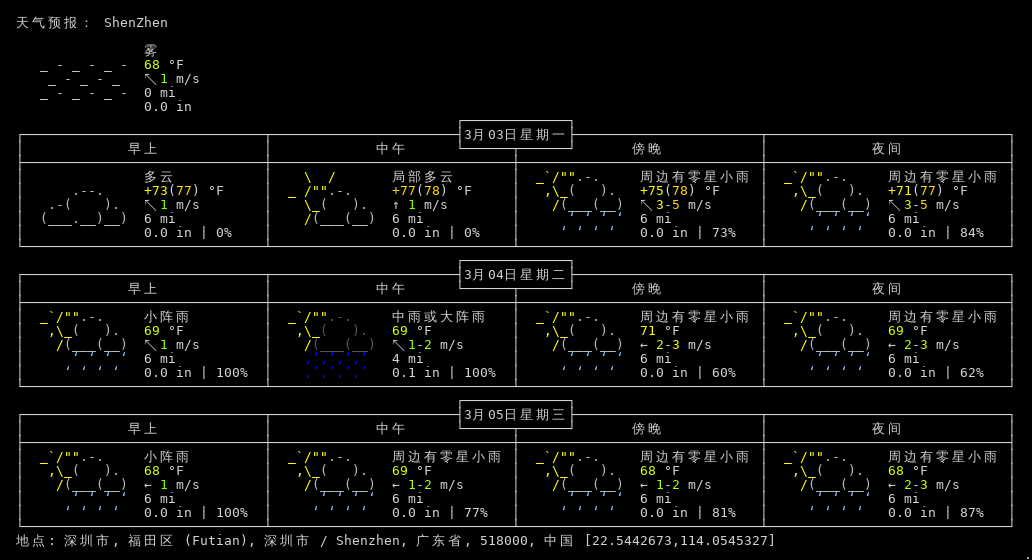 天气预报： ShenZhen
雾
68 °F
↖ 1 m/s
0 mi
0.0 in
3月03日星期一
早上 中午 傍晚 夜间
多云 局部多云 周边有零星小雨 周边有零星小雨
+73(77) °F +77(78) °F +75(78) °F +71(77) °F
↖ 1 m/s ↑ 1 m/s ↖ 3-5 m/s ↖ 3-5 m/s
6 mi 6 mi 6 mi 6 mi
0.0 in | 0% 0.0 in | 0% 0.0 in | 73% 0.0 in | 84%
3月04日星期二
早上 中午 傍晚 夜间
小阵雨 中雨或大阵雨 周边有零星小雨 周边有零星小雨
69 °F 69 °F 71 °F 69 °F
↖ 1 m/s ↖ 1-2 m/s ← 2-3 m/s ← 2-3 m/s
6 mi 4 mi 6 mi 6 mi
0.0 in | 100% 0.1 in | 100% 0.0 in | 60% 0.0 in | 62%
3月05日星期三
早上 中午 傍晚 夜间
小阵雨 周边有零星小雨 周边有零星小雨 周边有零星小雨
68 °F 69 °F 68 °F 68 °F
← 1 m/s ← 1-2 m/s ← 1-2 m/s ← 2-3 m/s
6 mi 6 mi 6 mi 6 mi
0.0 in | 100% 0.0 in | 77% 0.0 in | 81% 0.0 in | 87%
地点: 深圳市, 福田区 (Futian), 深圳市 / Shenzhen, 广东省, 518000, 中国 [22.5442673,114.0545327]